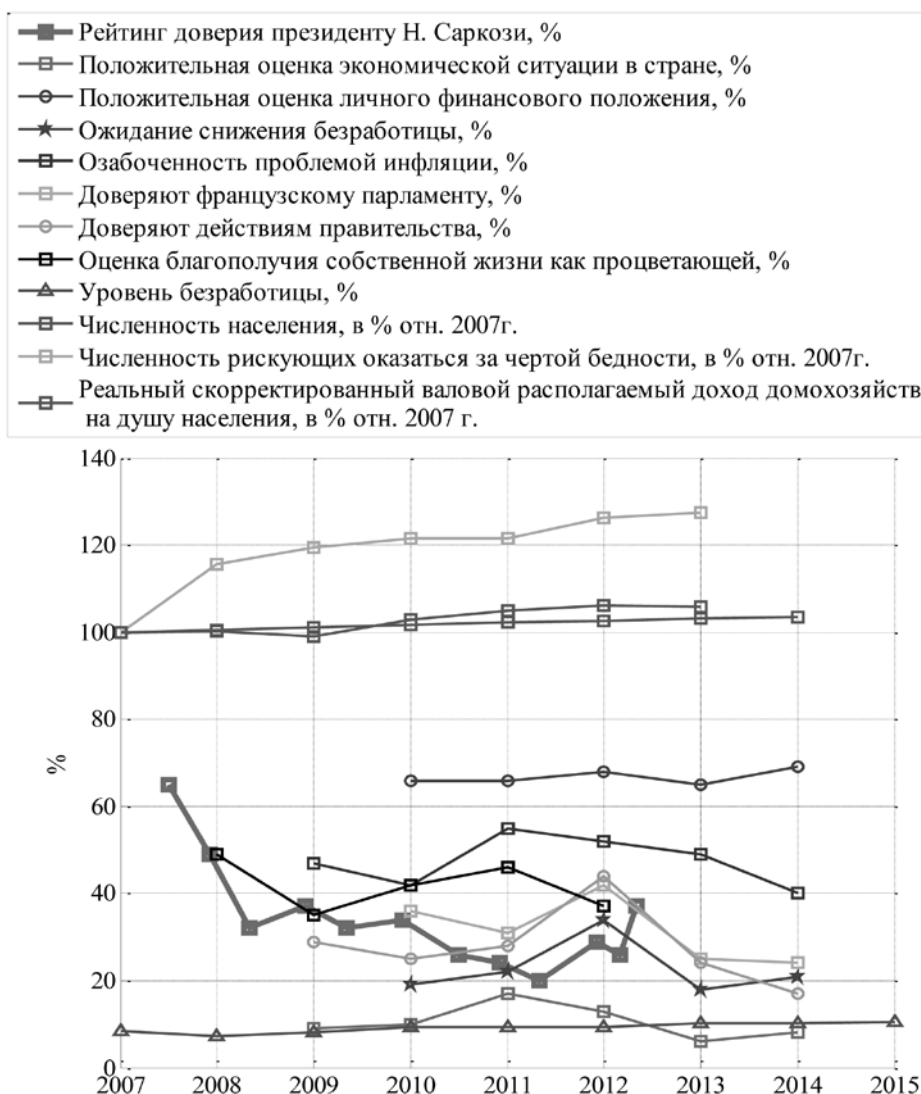 Рейтинг доверия президенту Н. Саркози, %
Положительная оценка экономической ситуации в стране, %
Положительная оценка личного финансового положения, %
Ожидание снижения безработицы, %
Озабоченность проблемой инфляции, %
Доверяют французскому парламенту, %
Доверяют действиям правительства, %
Оценка благополучия собственной жизни как процветающей, %
Уровень безработицы, %
Численность населения, в % отн. 2007г.
Численность рискующих оказаться за чертой бедности, в % отн. 2007г.
Реальный скорректированный валовой располагаемый доход домохозяйств
на душу населения, в % отн. 2007 г.
140
120
100
80
60
40
20
0
%
2007 2008 2009 2010 2011 2012 2013 2014 2015